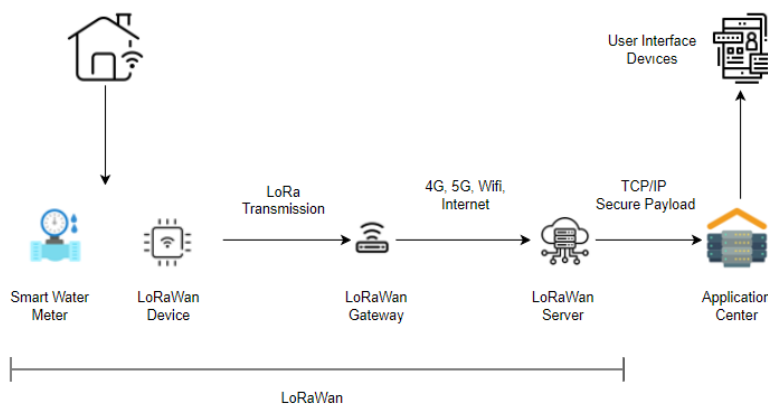 User Interface
Devices
LoRa
Transmission
4G, 5G, Wifi,
Internet
TCP/IP
Secure Payload
Smart Water
Meter
LoRaWan
Device
LoRaWan
Gateway
LoRaWan
Server
Application
Center
LoRaWan